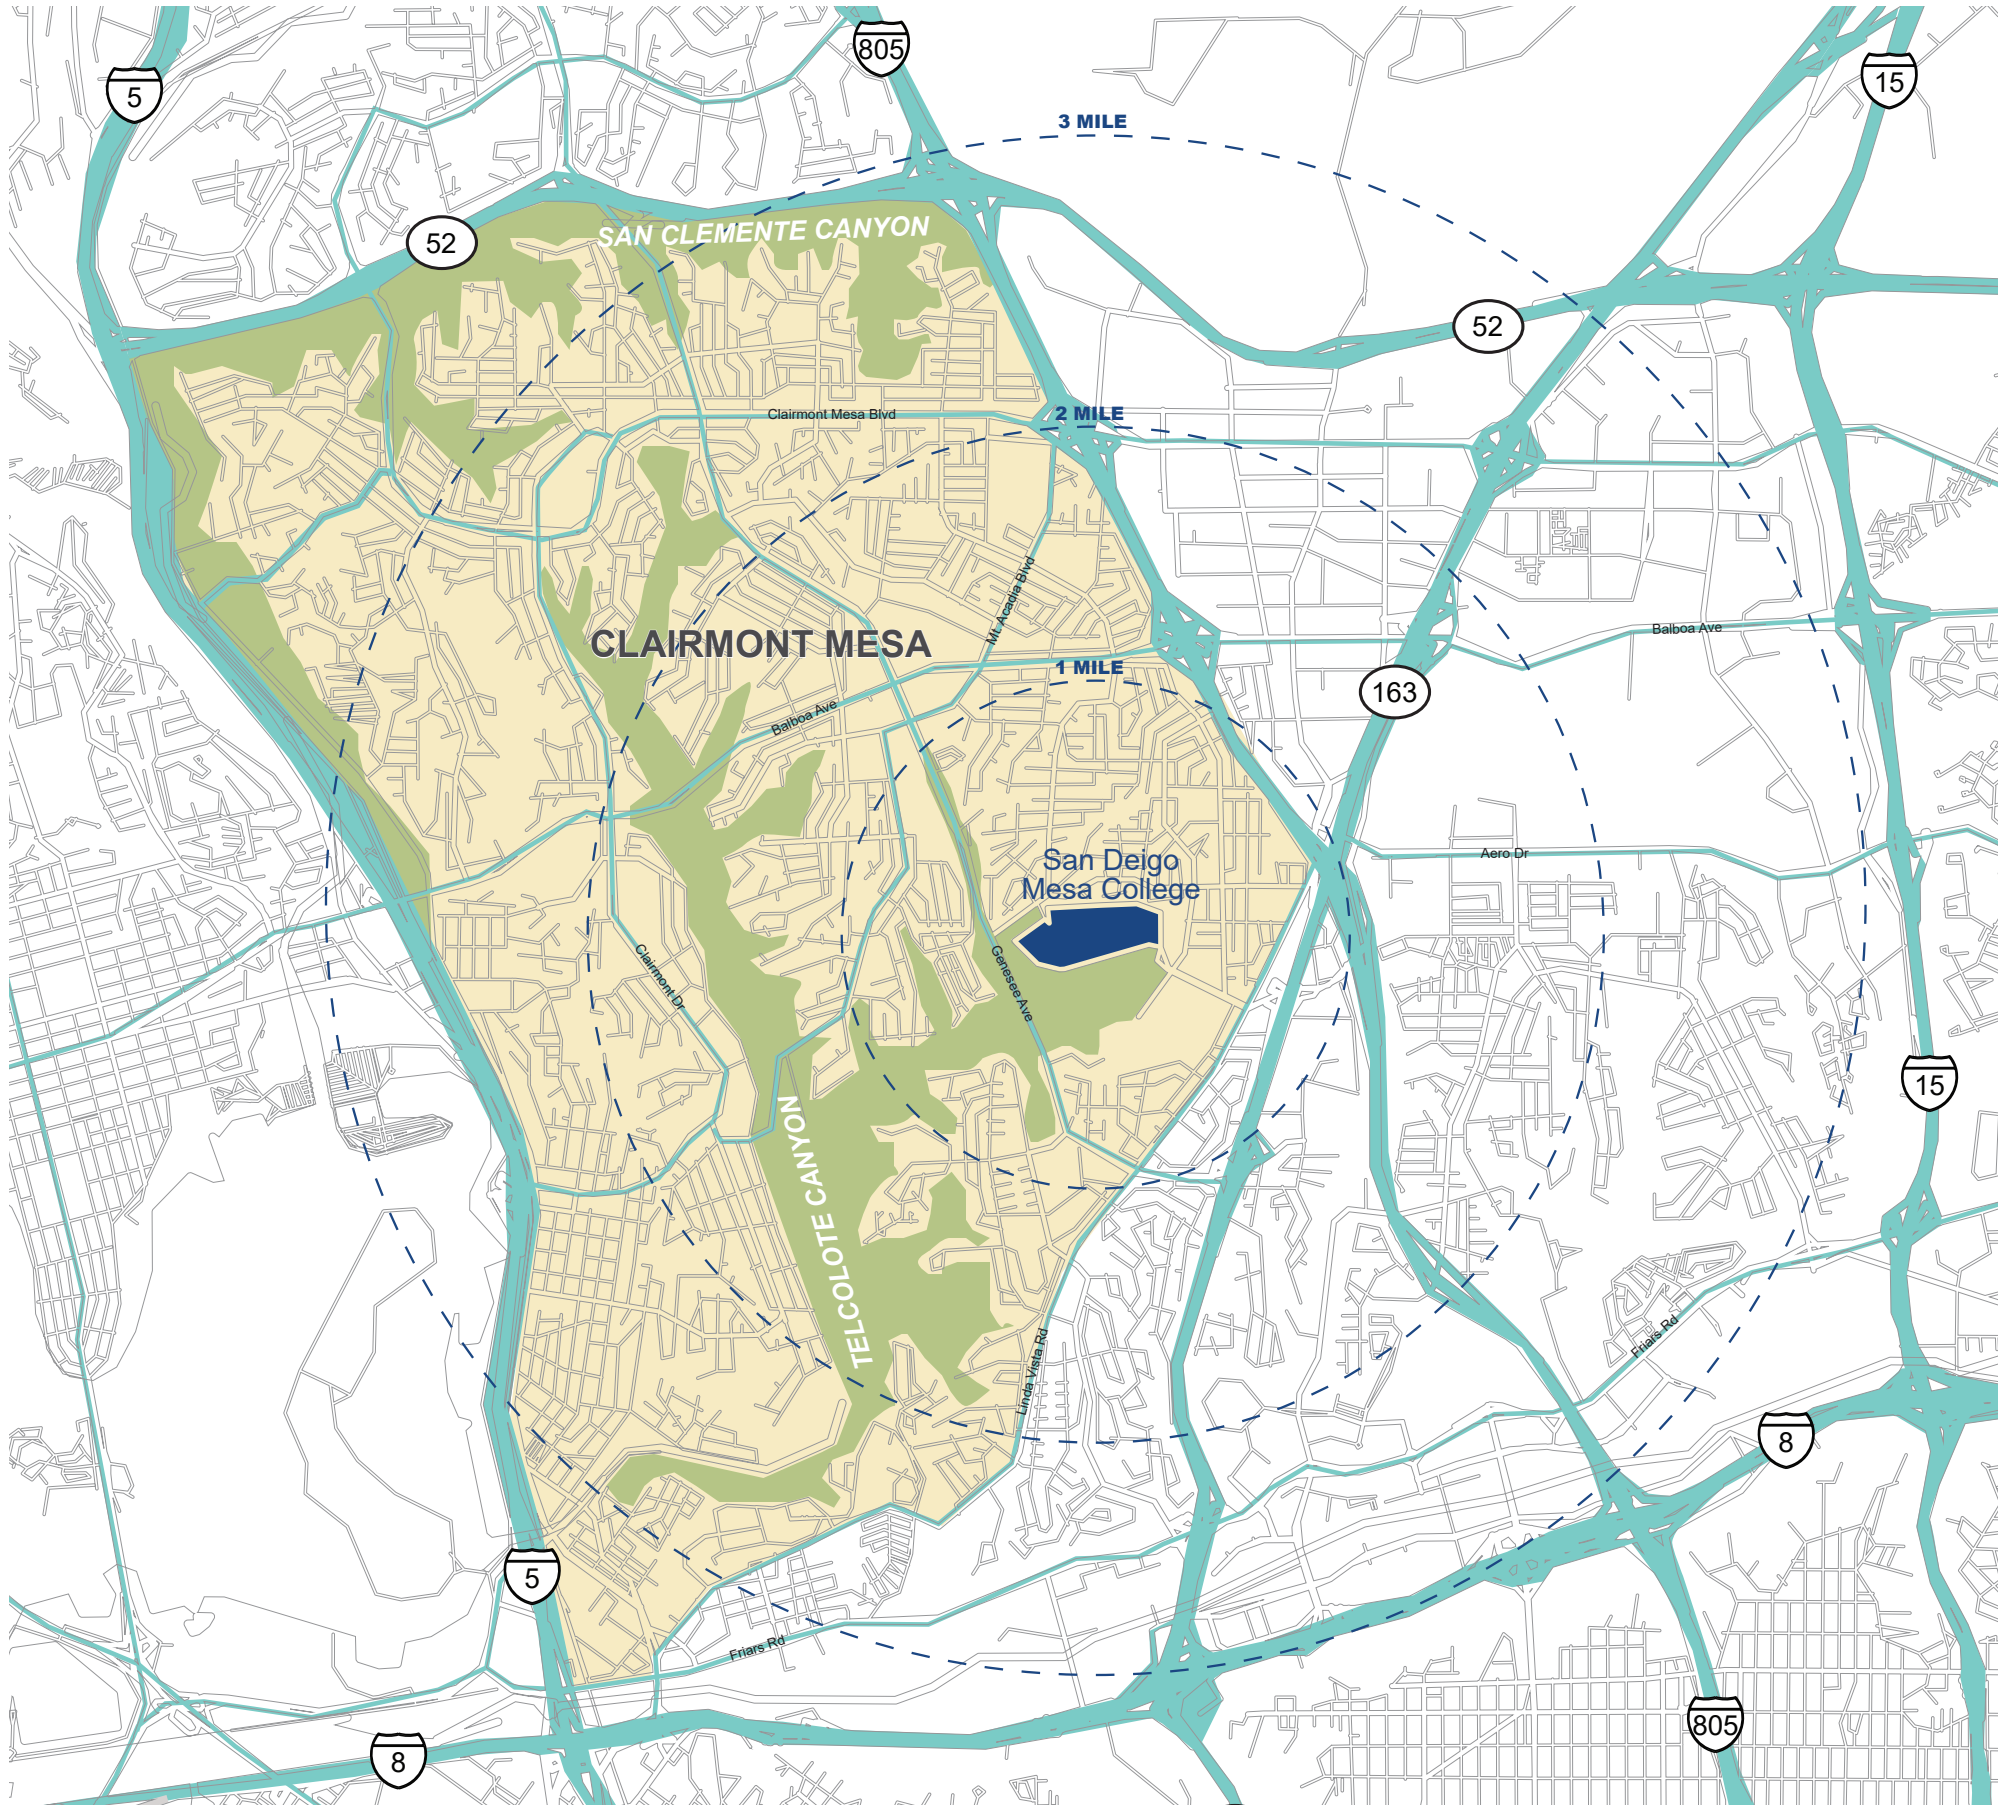 805
15
5
3 MILE
SAN CLEMENTE CANYON
52
52
Clairmont Mesa Blvd
2 MILE
Mt. Acadia Blvd
CLAIRMONT MESA
Balboa Ave
1 MILE
163
Balboa Ave
San Deigo
Mesa College
Aero Dr
Clairmont Dr
Genesee Ave
15
TELCOLOTE CANYON
Linda Vista Rd
Friars Rd
8
5
Friars Rd
805
8